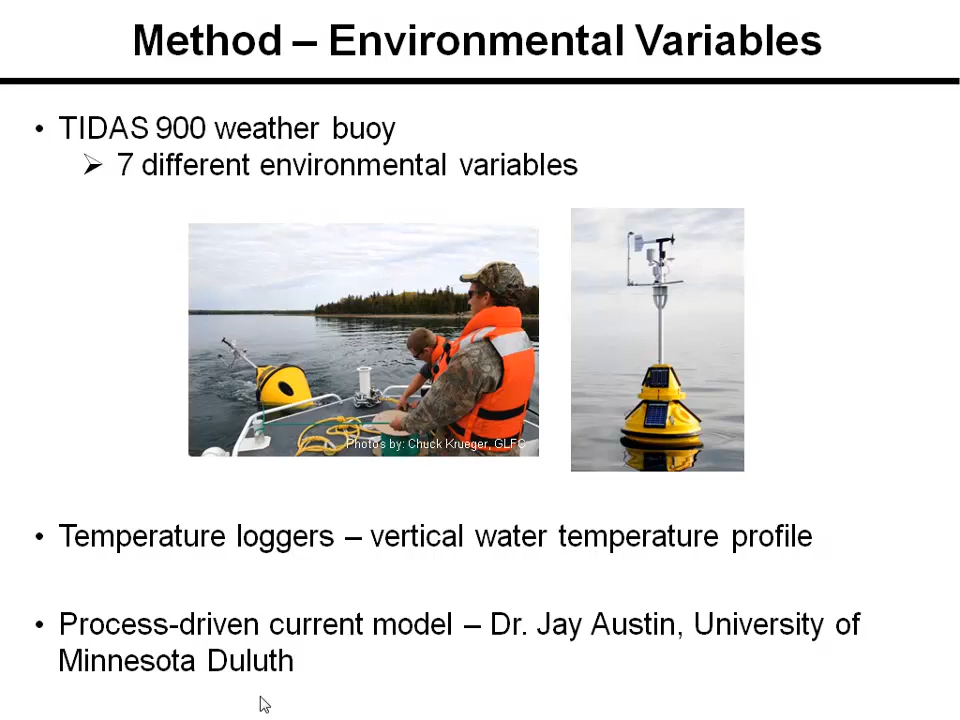 Method – Environmental Variables
• TIDAS 900 weather buoy
➢ 7 different environmental variables
Photos by: Chuck Krueger, GLFC
• Temperature loggers – vertical water temperature profile
• Process-driven current model – Dr. Jay Austin, University of
Minnesota Duluth